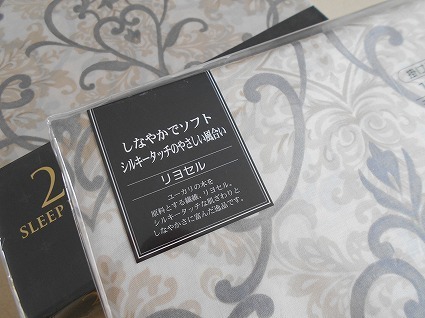 しなやかでソフト
シルキータッチのやさしい風合い
リヨセル
ユーカリの木を
原料とする繊維、リヨセル。
シルキータッチな肌ざわりと
しなやかさに富んだ逸品です。
2
SLEEP